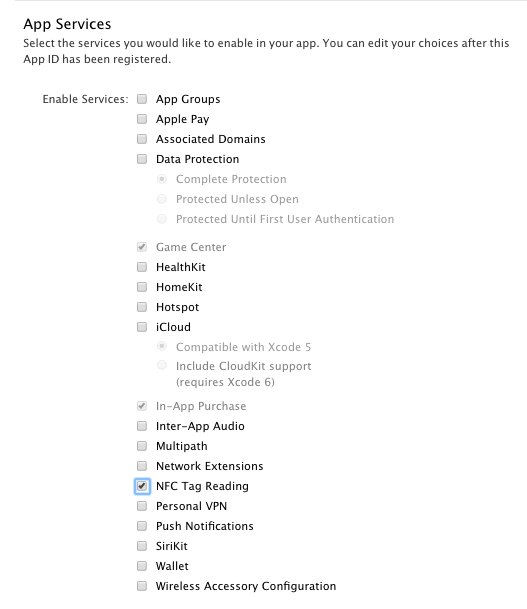 App Services
Select the services you would like to enable in your app. You can edit your choices after this
App ID has been registered.
Enable Services: App Groups
Apple Pay
Associated Domains
Data Protection
Complete Protection
Protected Unless Open
Protected Until First User Authentication
Game Center
HealthKit
HomeKit
Hotspot
iCloud
Compatible with Xcode 5
Include CloudKit support
(requires Xcode 6)
In-App Purchase
Inter-App Audio
Multipath
Network Extensions
NFC Tag Reading
Personal VPN
Push Notifications
SiriKit
Wallet
Wireless Accessory Configuration